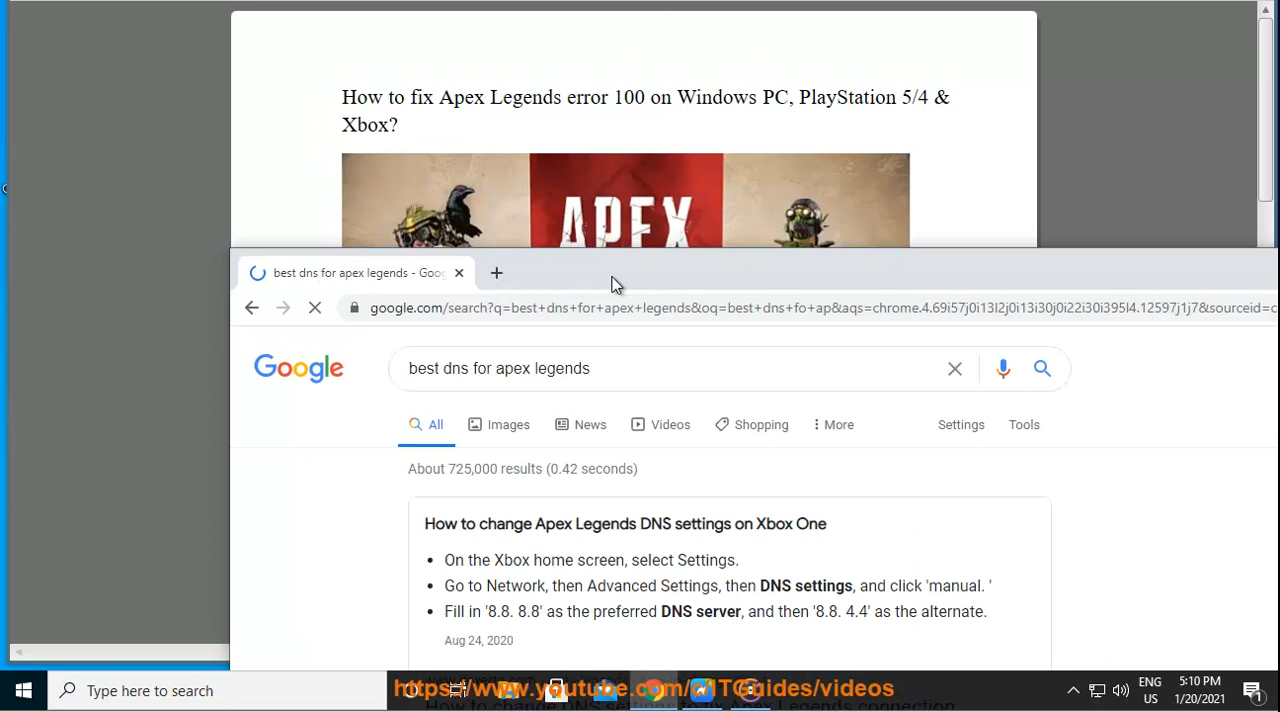 How to fix Apex Legends error 100 on Windows PC, PlayStation 5/4 &
Xbox?
APEX
best dns for apex legends - Goo
google.com/search?q=best+dns+for+apex+legends&oq=best+dns+fo+ap&aqs=chrome.4.69i57j0i13l2j0i13i30j0i22i30i395l4.12597j1j7&sourceid=c
Google
best dns for apex legends
All
Images
News
Videos
Shopping
More
Settings
Tools
About 725,000 results (0.42 seconds)
How to change Apex Legends DNS settings on Xbox One
• On the Xbox home screen, select Settings.
• Go to Network, then Advanced Settings, then DNS settings, and click 'manual. '
• Fill in '8.8. 8.8' as the preferred DNS server, and then '8.8. 4.4' as the alternate.
Aug 24, 2020
Type here to search
https://www.youtube.com/
ITGuides/videos
ENG
US
5:10 PM
1/20/2021
1